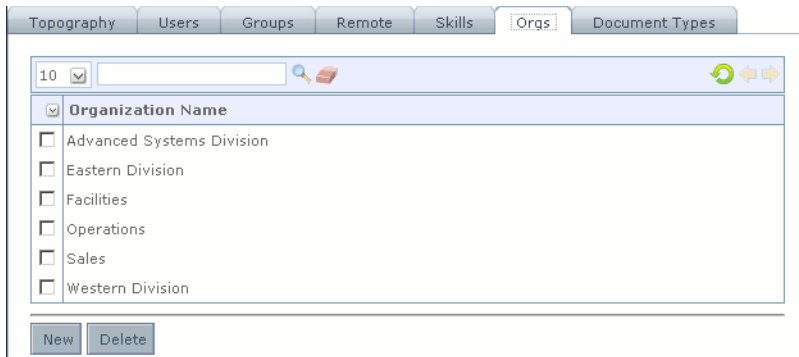 Topography Users Groups Remote Skills Orgs Document Types
10
Organization Name
Advanced Systems Division
Eastern Division
Facilities
Operations
Sales
Western Division
New Delete